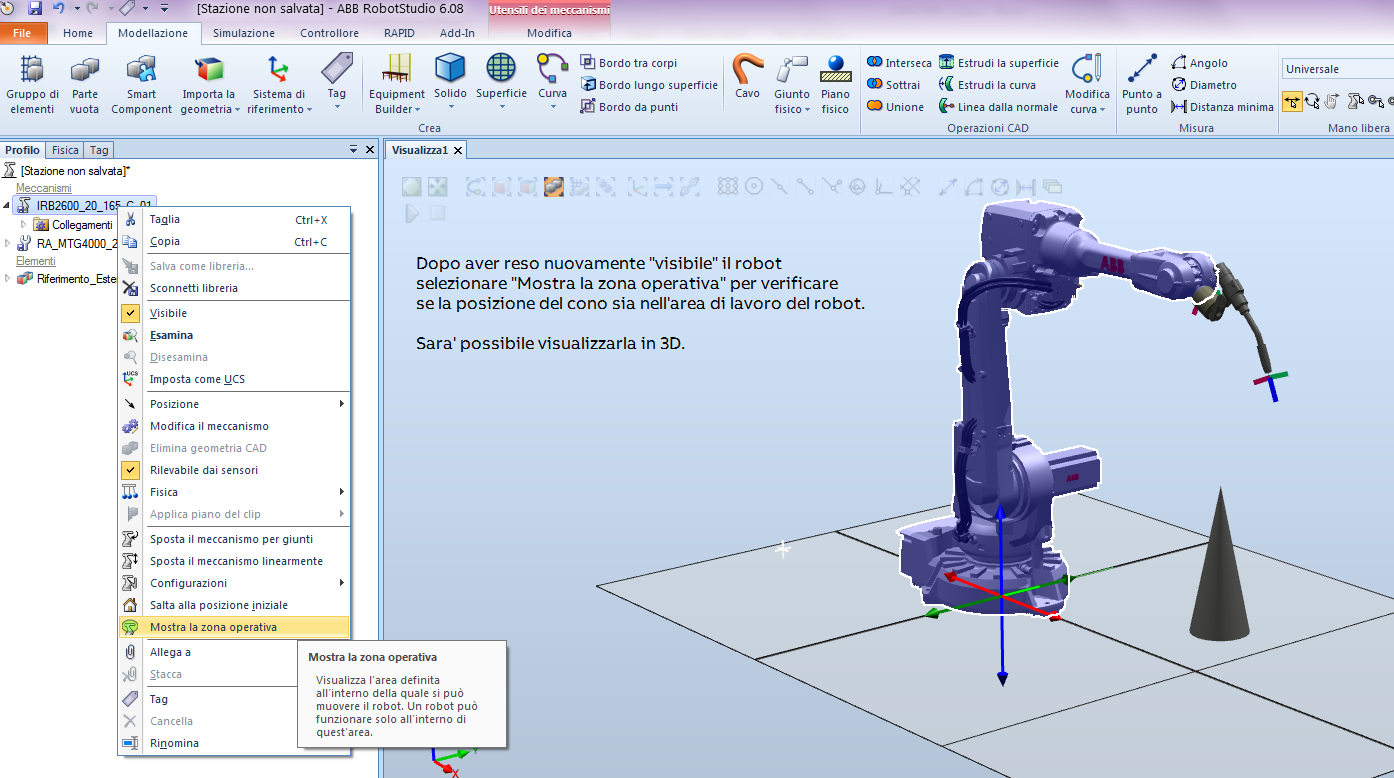 [Stazione non salvata] - ABB RobotStudio 6.08
Utensili dei meccanismi
File Home Modellazione Simulazione Controllore RAPID Add-In Modifica
Gruppo di elementi
Parte vuota
Smart Component
Importa la geometria
Sistema di riferimento
Tag
Equipment Builder
Solido
Superficie
Curva
Bordo tra corpi
Bordo lungo superficie
Bordo da punti
Crea
Cavo
Giunto fisico
Piano fisico
Interseca
Sottrai
Unione
Estrudi la superficie
Estrudi la curva
Linea dalla normale
Modifica curva
Operazioni CAD
Punto a punto
Angolo
Diametro
Distanza minima
Misura
Universale
Mano libera
Profilo Fisica Tag
Visualizza1
[Stazione non salvata]*
Meccanismi
IRB2600_20_165_C_01
Collegamenti
RA_MTG4000_2
Elementi
Riferimento_Este
Taglia Ctrl+X
Copia Ctrl+C
Salva come libreria...
Sconnetti libreria
Visibile
Esamina
Disesamina
UCS
Imposta come UCS
Posizione
Modifica il meccanismo
Elimina geometria CAD
Rilevabile dai sensori
Fisica
Applica piano del clip
Sposta il meccanismo per giunti
Sposta il meccanismo linearmente
Configurazioni
Salta alla posizione iniziale
Mostra la zona operativa
Allega a
Stacca
Tag
Cancella
Rinomina
Mostra la zona operativa
Visualizza l'area definita
all'interno della quale si può
muovere il robot. Un robot può
funzionare solo all'interno di
quest'area.
Dopo aver reso nuovamente "visibile" il robot
selezionare "Mostra la zona operativa" per verificare
se la posizione del cono sia nell'area di lavoro del robot.
Sara' possibile visualizzarla in 3D.
ABB
ABB
Y
X